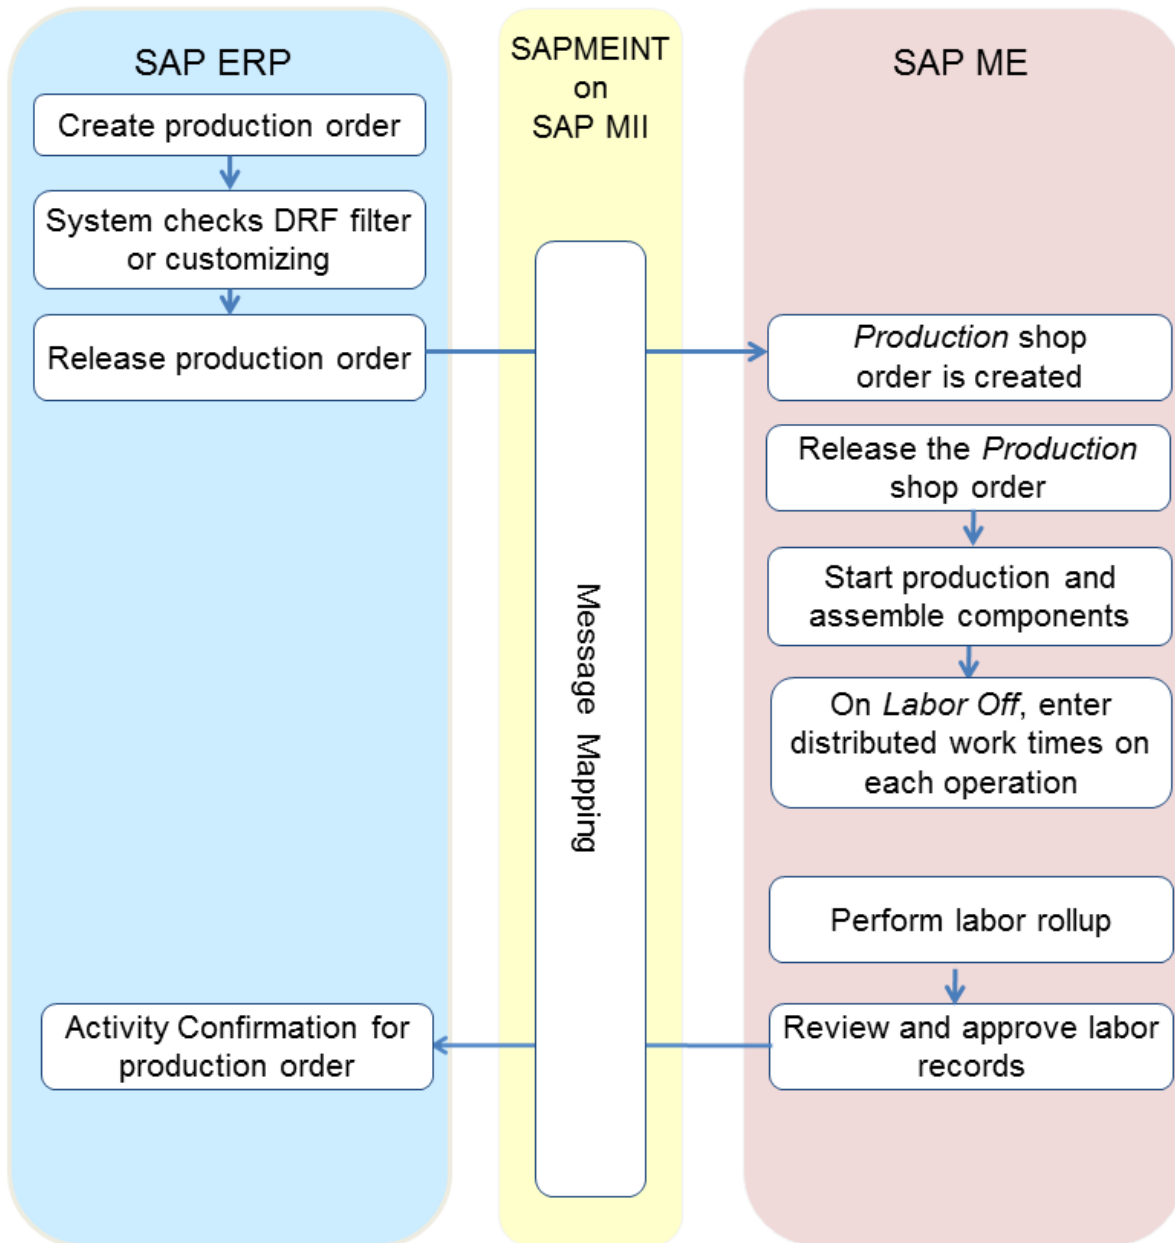 SAP ERP
Create production order
System checks DRF filter
or customizing
Release production order
Activity Confirmation for
production order
SAPMEINT
on
SAP MII
Message Mapping
SAP ME
Production shop
order is created
Release the Production
shop order
Start production and
assemble components
On Labor Off, enter
distributed work times on
each operation
Perform labor rollup
Review and approve labor
records